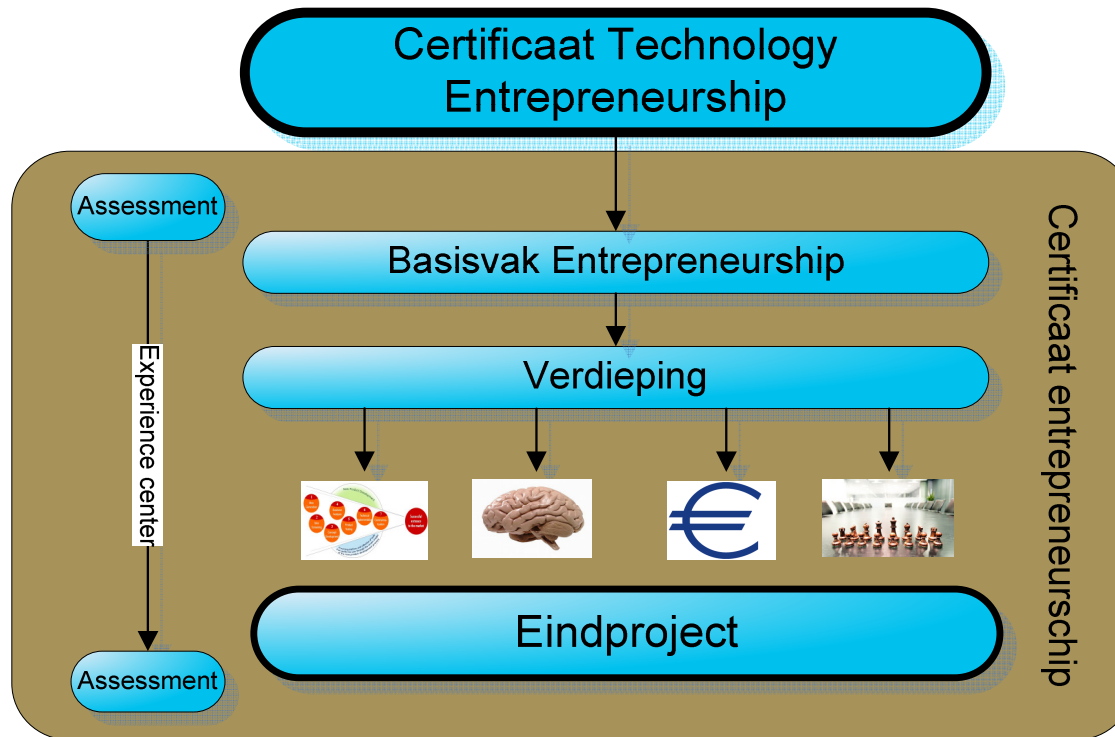 Certificaat Technology
Entrepreneurship
Assessment
Basisvak Entrepreneurship
Verdieping
Experience center
Eindproject
Assessment
Certificaat entrepreneurschip